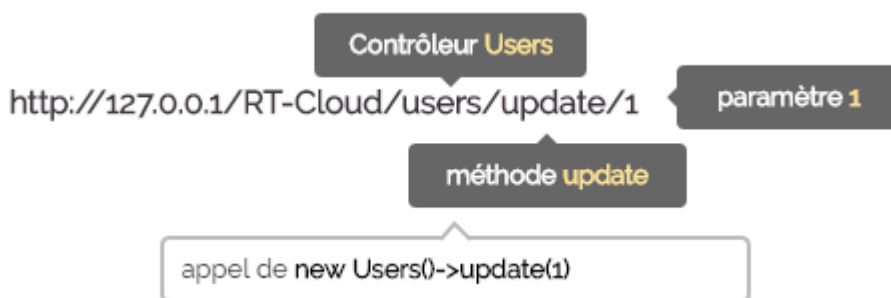 Contrôleur Users
http://127.0.0.1/RT-Cloud/users/update/1
paramètre 1
méthode update
appel de new Users()->update(1)